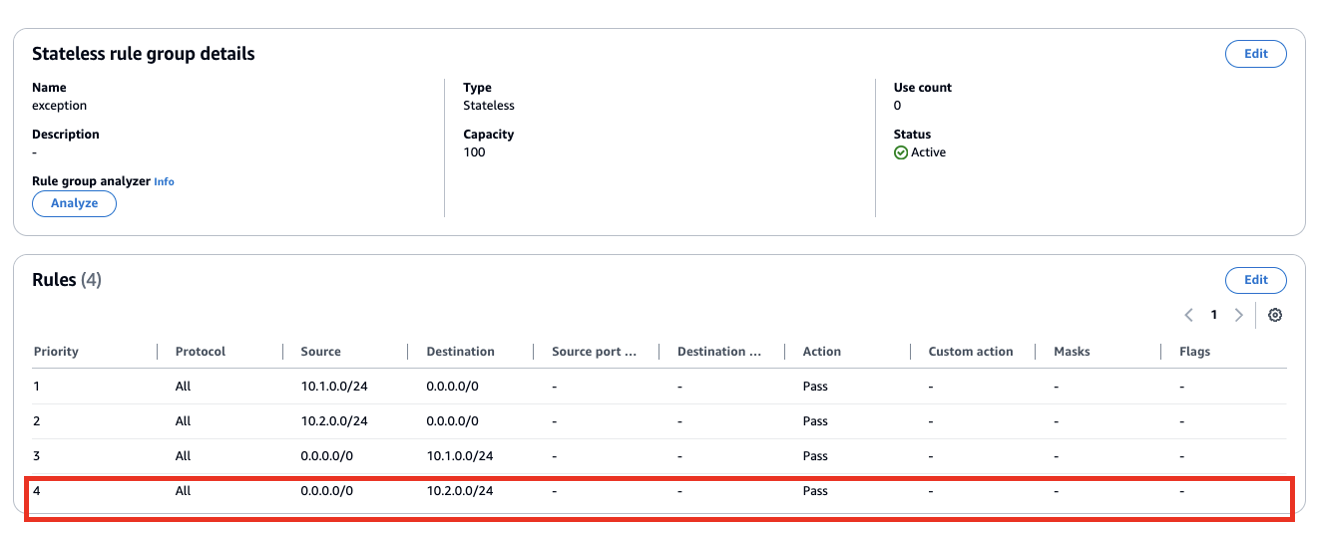 Stateless rule group details
Edit
Name
exception
Type
Stateless
Use count
0
Description
-
Capacity
100
Status
Active
Rule group analyzer Info
Analyze
Rules (4)
Edit
1
Priority Protocol Source Destination Source port ... Destination ... Action Custom action Masks Flags
1 All 10.1.0.0/24 0.0.0.0/0 - - Pass - - -
2 All 10.2.0.0/24 0.0.0.0/0 - - Pass - - -
3 All 0.0.0.0/0 10.1.0.0/24 - - Pass - - -
4 All 0.0.0.0/0 10.2.0.0/24 - - Pass - - -